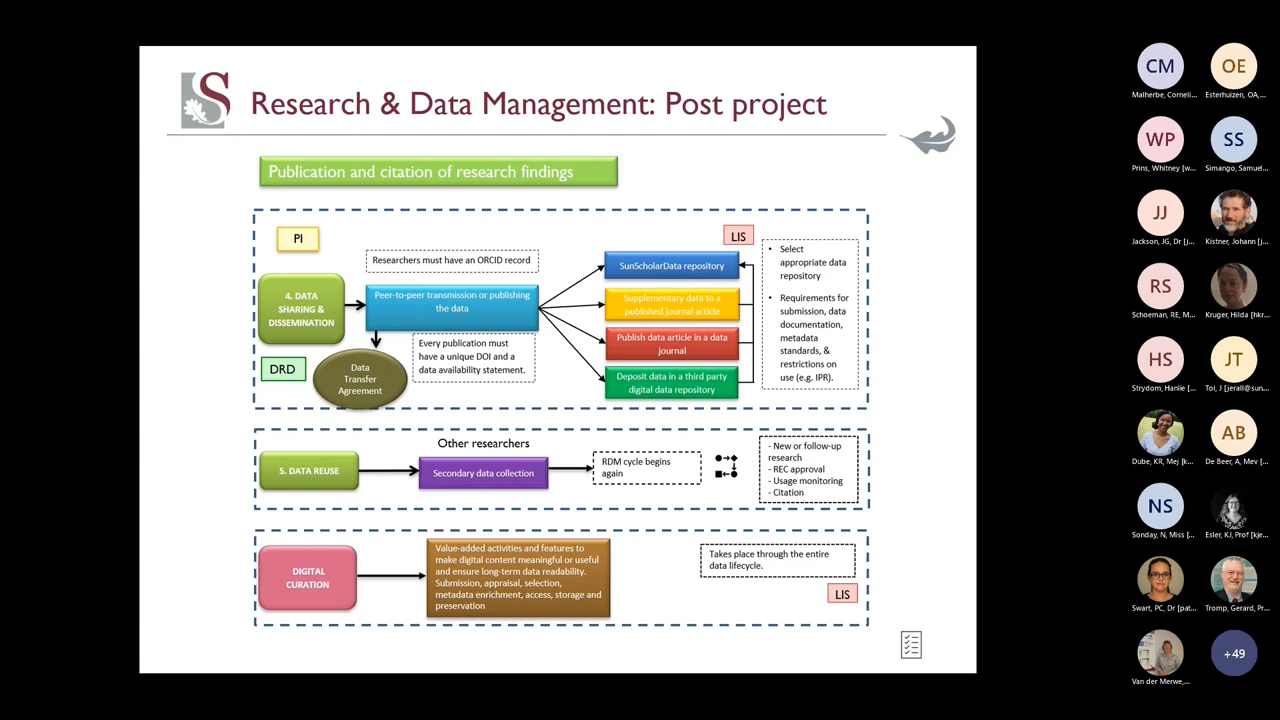 S
Research & Data Management: Post project
Publication and citation of research findings
PI
LIS
Researchers must have an ORCID record
4. DATA
SHARING &
DISSEMINATION
Peer-to-peer transmission or publishing
the data
SunScholarData repository
Supplementary data to a
published journal article
Publish data article in a data
journal
Deposit data in a third party
digital data repository
• Select
appropriate data
repository
• Requirements for
submission, data
documentation,
metadata
standards, &
restrictions on
use (e.g. IPR).
Every publication must
have a unique DOI and a
data availability statement.
DRD
Data
Transfer
Agreement
Other researchers
5. DATA REUSE
Secondary data collection
RDM cycle begins
again
- New or follow-up
research
- REC approval
- Usage monitoring
- Citation
DIGITAL
CURATION
Value-added activities and features to
make digital content meaningful or useful
and ensure long-term data readability.
Submission, appraisal, selection,
metadata enrichment, access, storage and
preservation
Takes place through the entire
data lifecycle.
LIS
CM
Malherbe, Corneli...
OE
Esterhuizen, OA,...
WP
Prins, Whitney [w...
SS
Simango, Samuel...
JJ
Jackson, JG, Dr [j...
Kistner, Johann [j...
RS
Schoeman, RE, M...
Kruger, Hilda [hkr...
HS
Strydom, Hanlie [...
JT
Toi, J [jerall@sun...
Dube, KR, Mej [k...
AB
De Beer, A, Mev [...
NS
Sonday, N, Miss [...
Esler, KJ, Prof [kje...
Swart, PC, Dr [pat...
Tromp, Gerard, Pr...
Van der Merwe,...
+49